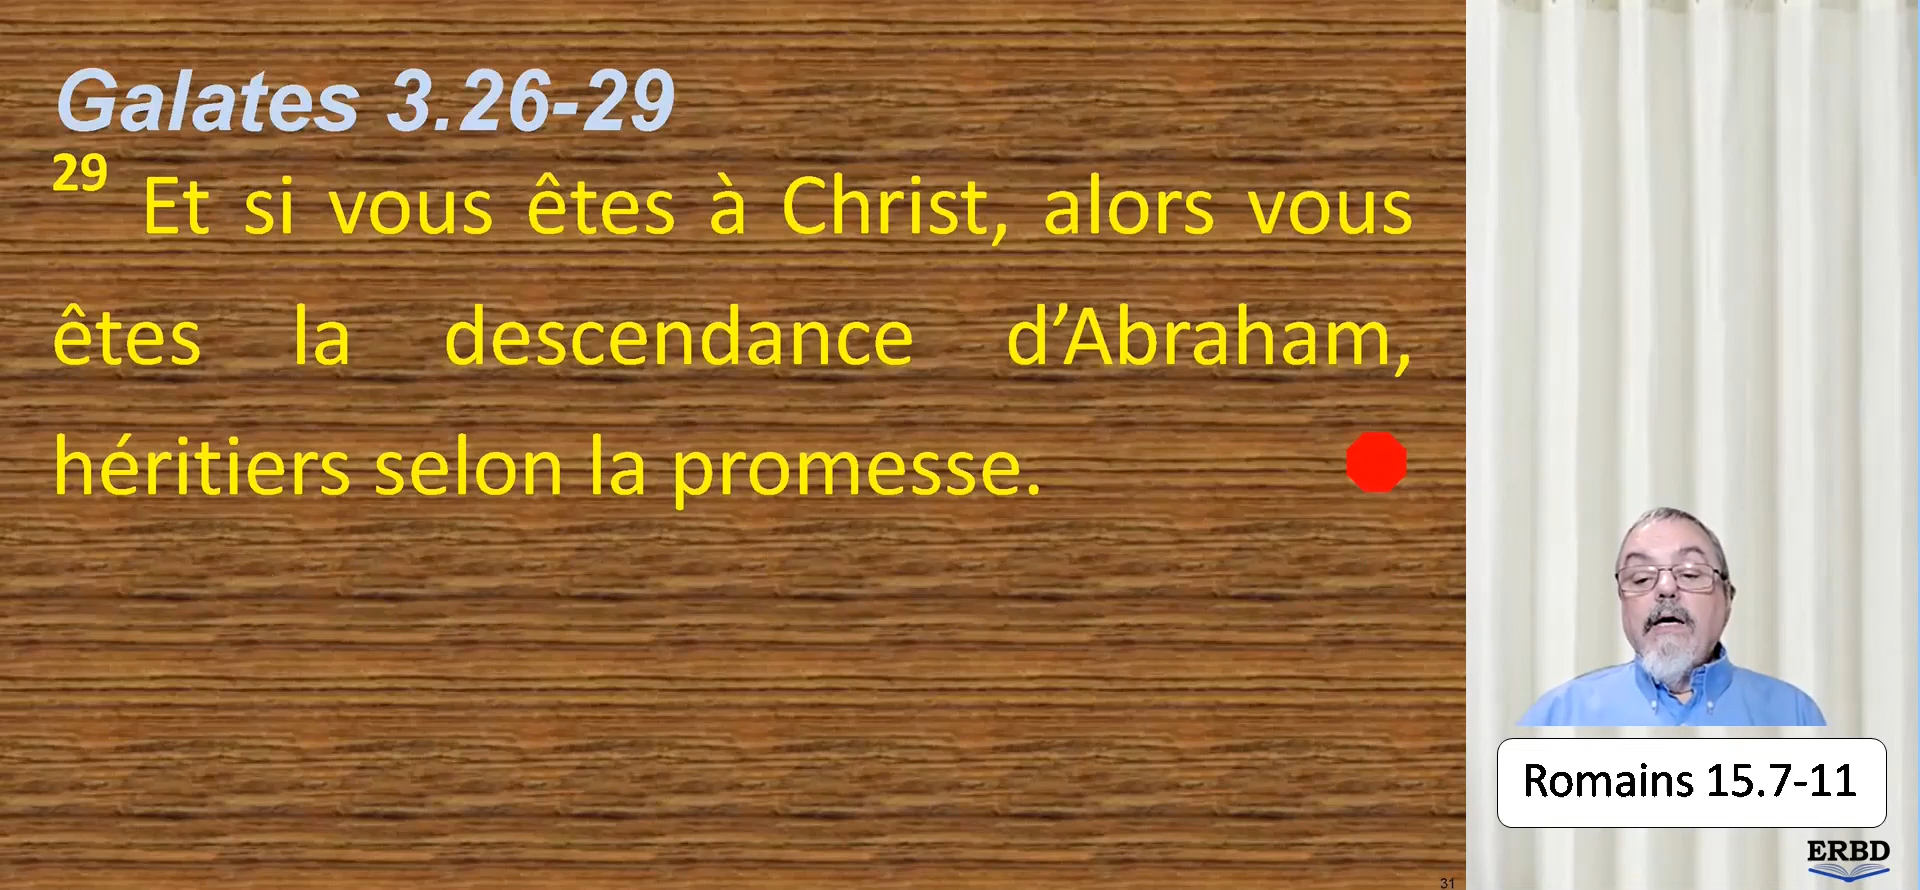 Galates 3.26-29
29 Et si vous êtes à Christ, alors vous
êtes la descendance d’Abraham,
héritiers selon la promesse.
Romains 15.7-11
ERBD
31